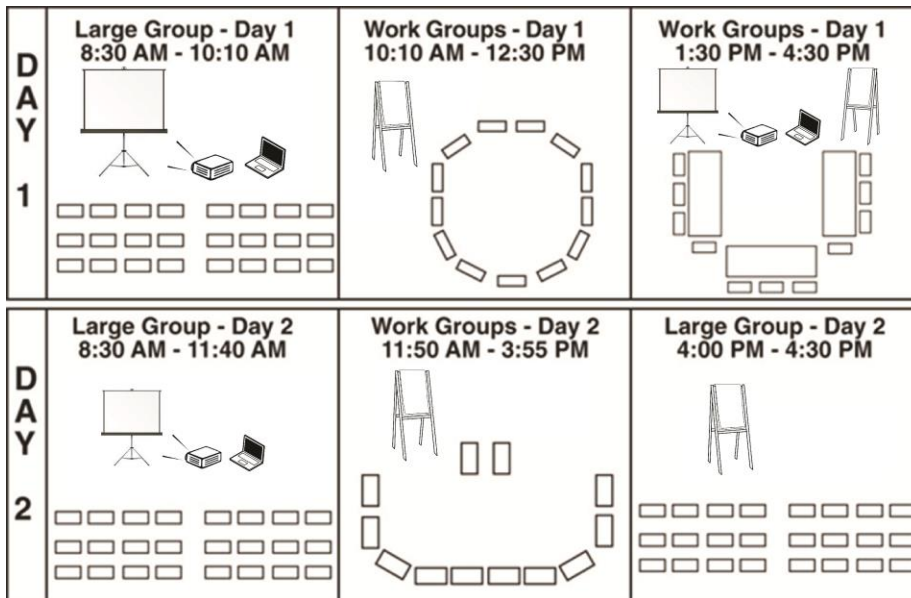 DAY 1
Large Group - Day 1
8:30 AM - 10:10 AM
Work Groups - Day 1
10:10 AM - 12:30 PM
Work Groups - Day 1
1:30 PM - 4:30 PM
DAY 2
Large Group - Day 2
8:30 AM - 11:40 AM
Work Groups - Day 2
11:50 AM - 3:55 PM
Large Group - Day 2
4:00 PM - 4:30 PM